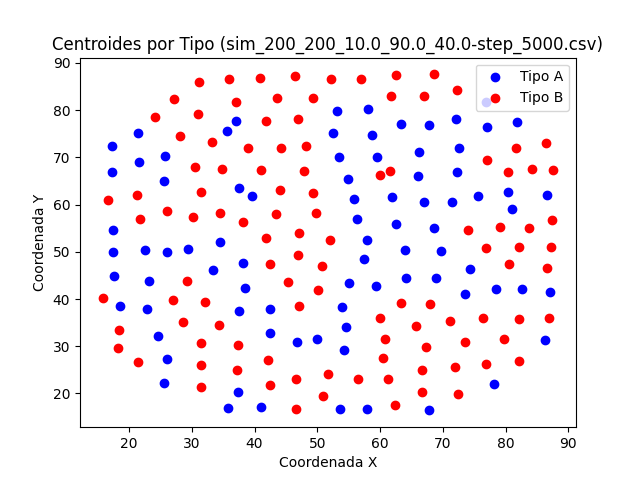 Centroides por Tipo (sim_200_200_10.0_90.0_40.0-step_5000.csv)
90
80
70
60
50
40
30
20
Coordenada Y
Tipo A
Tipo B
20 30 40 50 60 70 80 90
Coordenada X